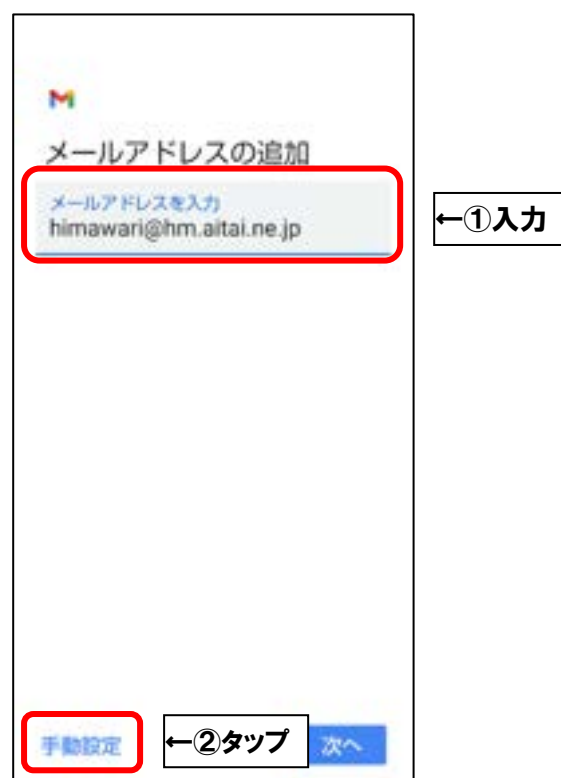 メールアドレスの追加
メールアドレスを入力
himawari@hm.aitai.ne.jp
←①入力
手動設定
←②タップ
次へ